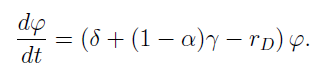 dφ/dt = (δ + (1 − α)γ − r_D) φ.